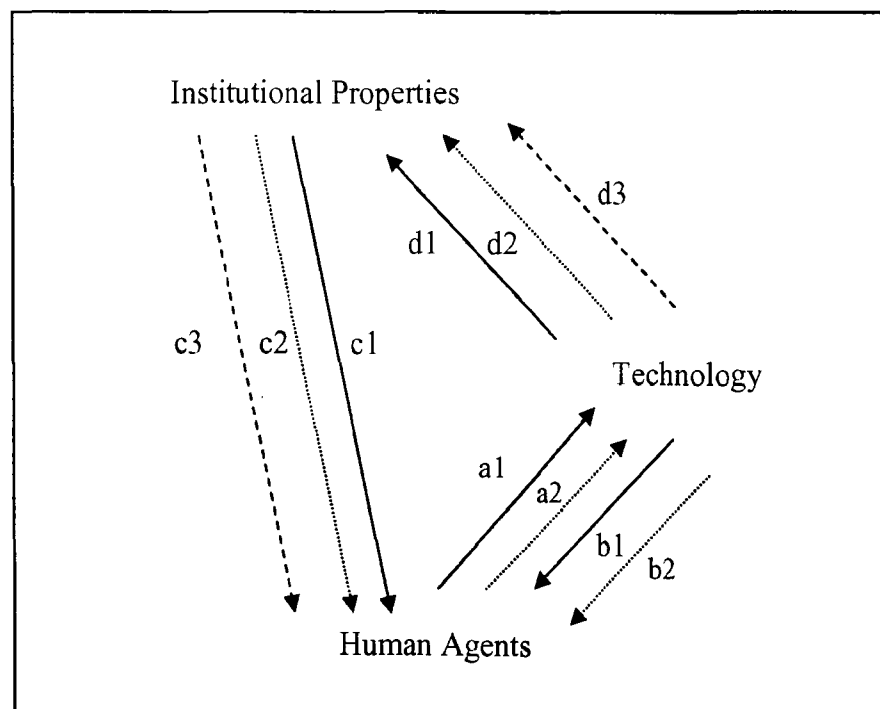 Institutional Properties
d3
d1
d2
c3
c2
c1
Technology
a1
a2
b1
b2
Human Agents